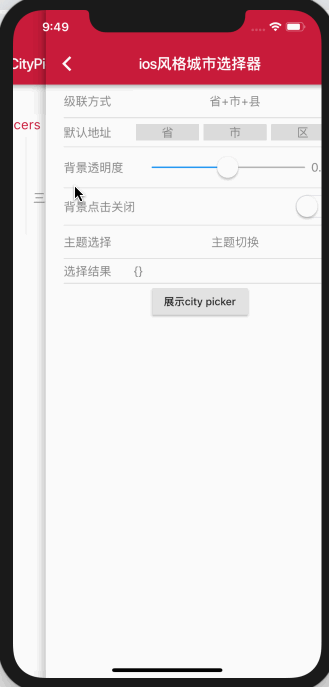 9:49
CityPi
ios风格城市选择器
级联方式 省+市+县
cers
默认地址 省 市 区
背景透明度 0.
三
背景点击关闭
主题选择 主题切换
选择结果 {}
展示city picker